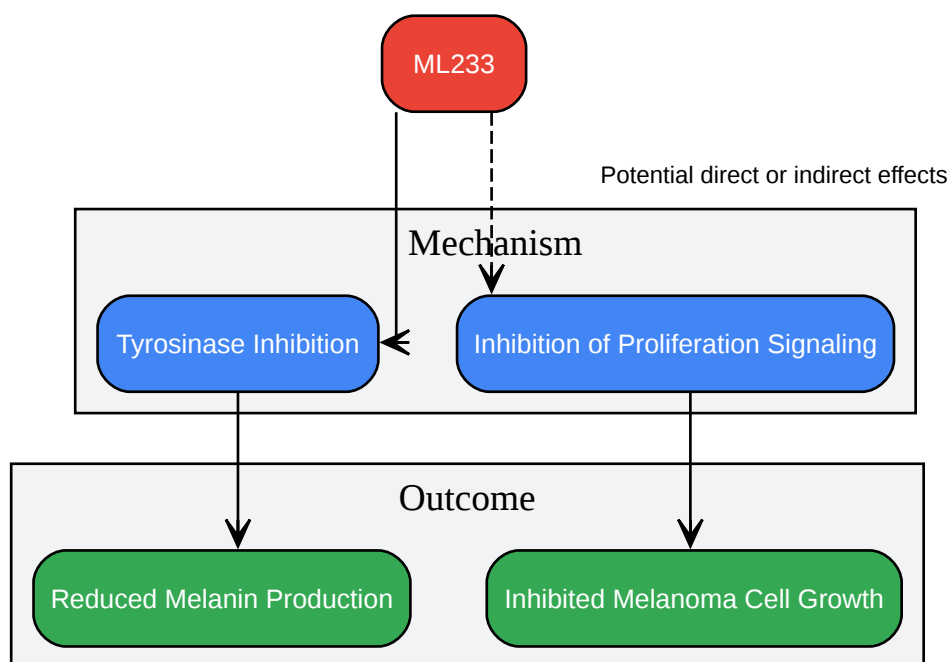 ML233
Potential direct or indirect effects
Mechanism
Tyrosinase Inhibition
Inhibition of Proliferation Signaling
Outcome
Reduced Melanin Production
Inhibited Melanoma Cell Growth